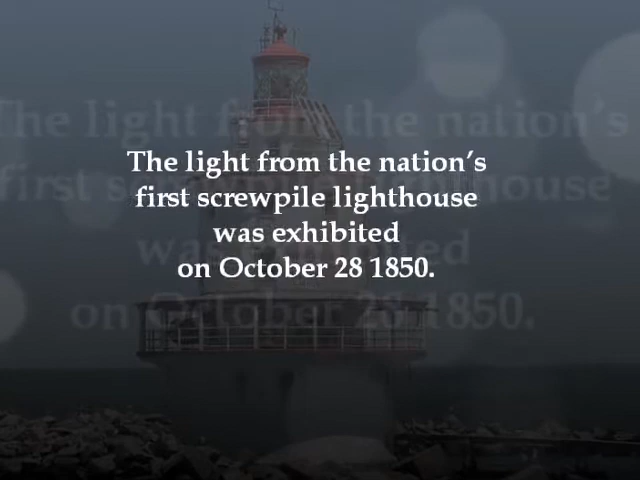 The light from the nation's
first screwpile lighthouse
was exhibited
on October 28 1850.